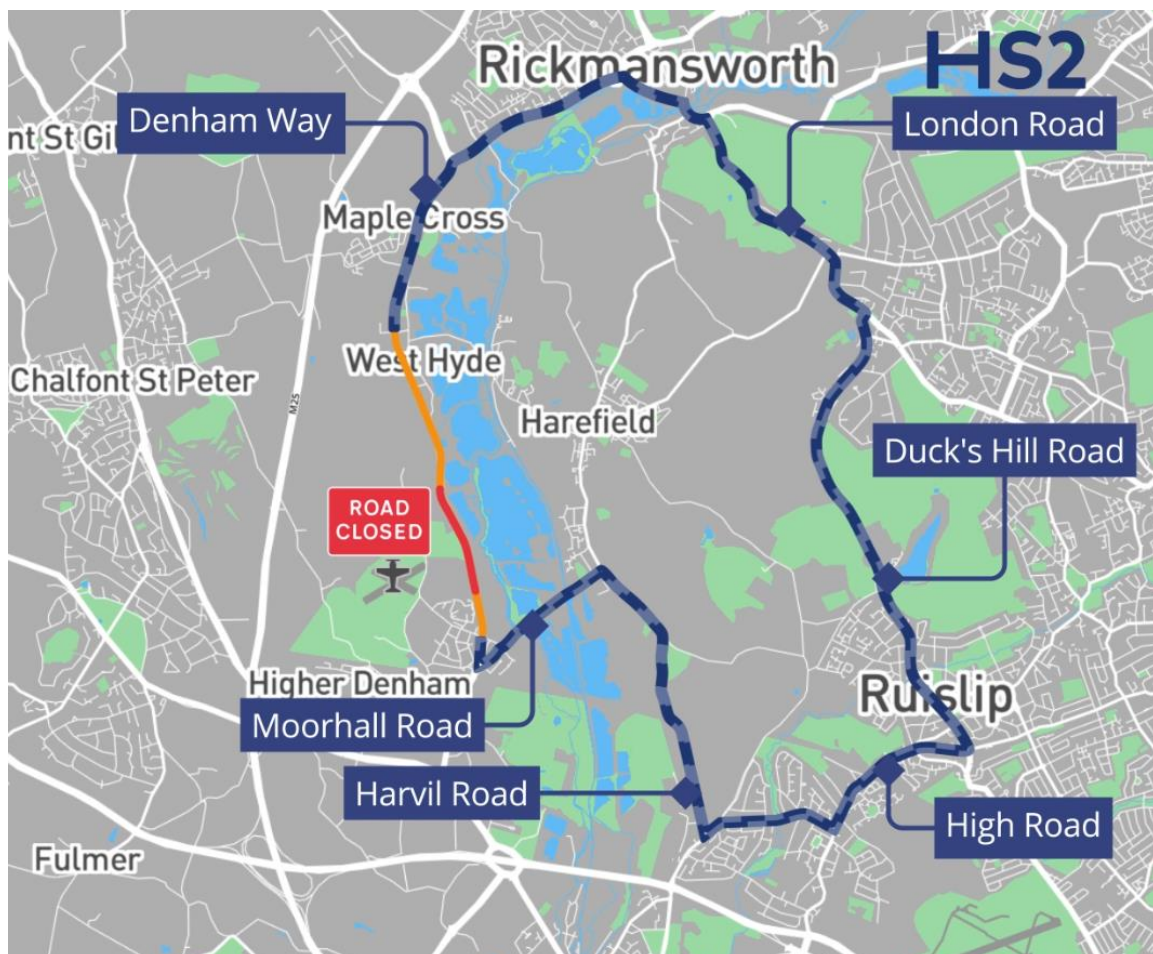 Rickmansworth
HS2
Denham Way
London Road
nt St Gi
Maple Cross
West Hyde
Chalfont St Peter
M25
Harefield
Duck's Hill Road
ROAD
CLOSED
Higher Denham
Ruislip
Moorhall Road
Harvil Road
High Road
Fulmer